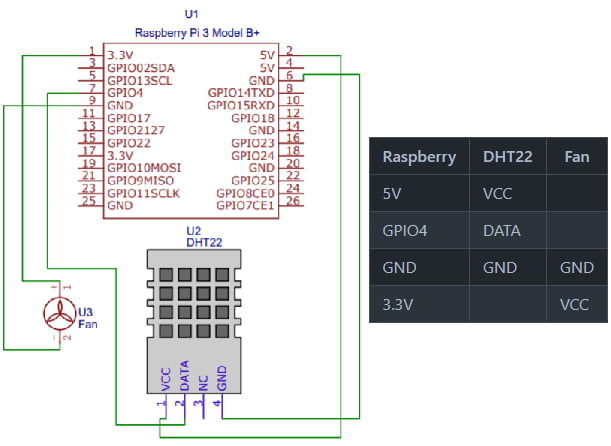 U1
Raspberry Pi 3 Model B+
1 3.3V 5V 2
3 GPIO02SDA 5V 4
5 GPIO13SCL GND 6
7 GPIO4 GPIO14TXD 8
9 GND GPIO15RXD 10
11 GPIO17 GPIO18 12
13 GPIO2127 GND 14
15 GPIO22 GPIO23 16
17 3.3V GPIO24 18
19 GPIO10MOSI GND 20
21 GPIO9MISO GPIO25 22
23 GPIO11SCLK GPIO8CE0 24
25 GND GPIO7CE1 26
U2
DHT22
1
U3
Fan
2
VCC DATA NC GND
1 2 3 4
Raspberry DHT22 Fan
5V VCC
GPIO4 DATA
GND GND GND
3.3V VCC